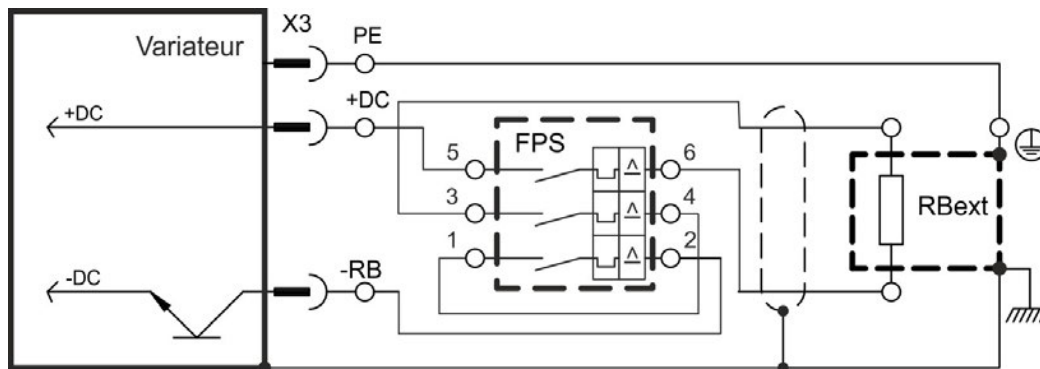 X3
PE
Variateur
+DC
+DC
FPS
5
6
3
4
RBext
1
2
-DC
-RB